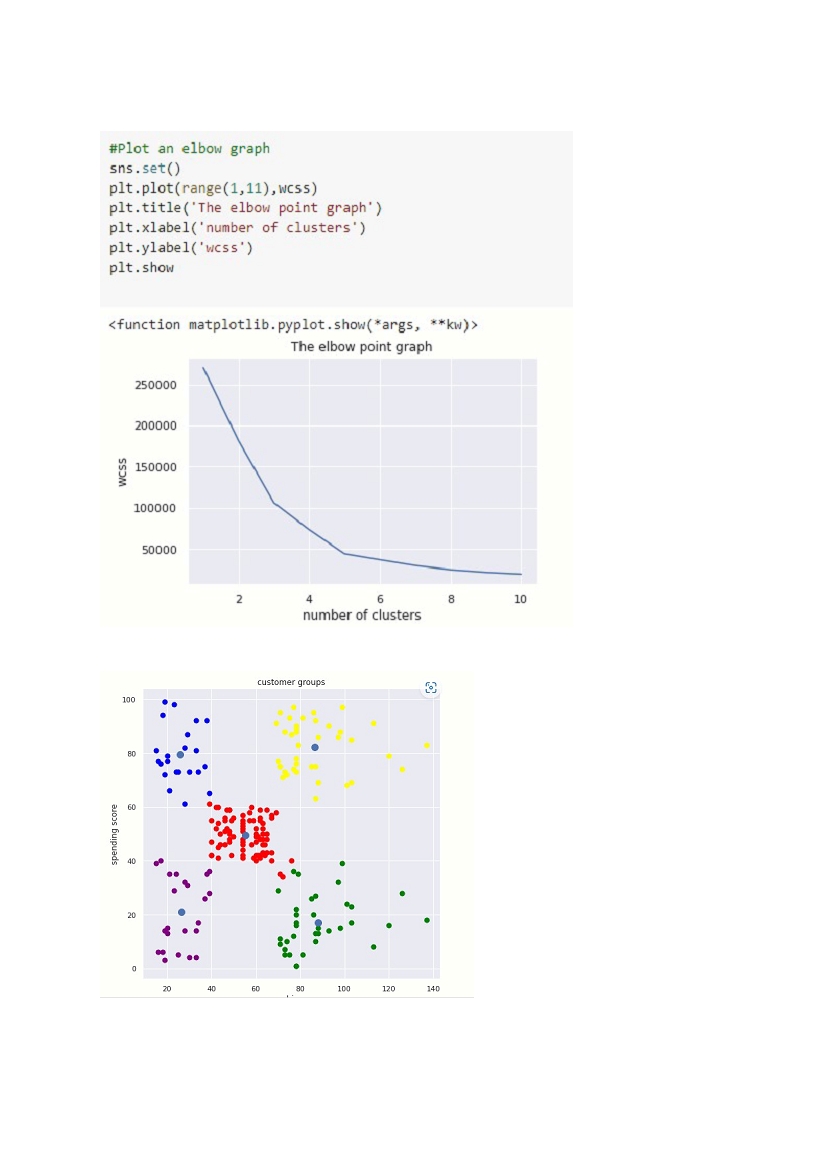 #Plot an elbow graph
sns.set()
plt.plot(range(1,11),wcss)
plt.title('The elbow point graph')
plt.xlabel('number of clusters')
plt.ylabel('wcss')
plt.show
<function matplotlib.pyplot.show(*args, **kw)>
The elbow point graph
250000
200000
150000
100000
50000
wcss
2 4 6 8 10
number of clusters
customer groups
100
80
60
40
20
0
spending score
20 40 60 80 100 120 140